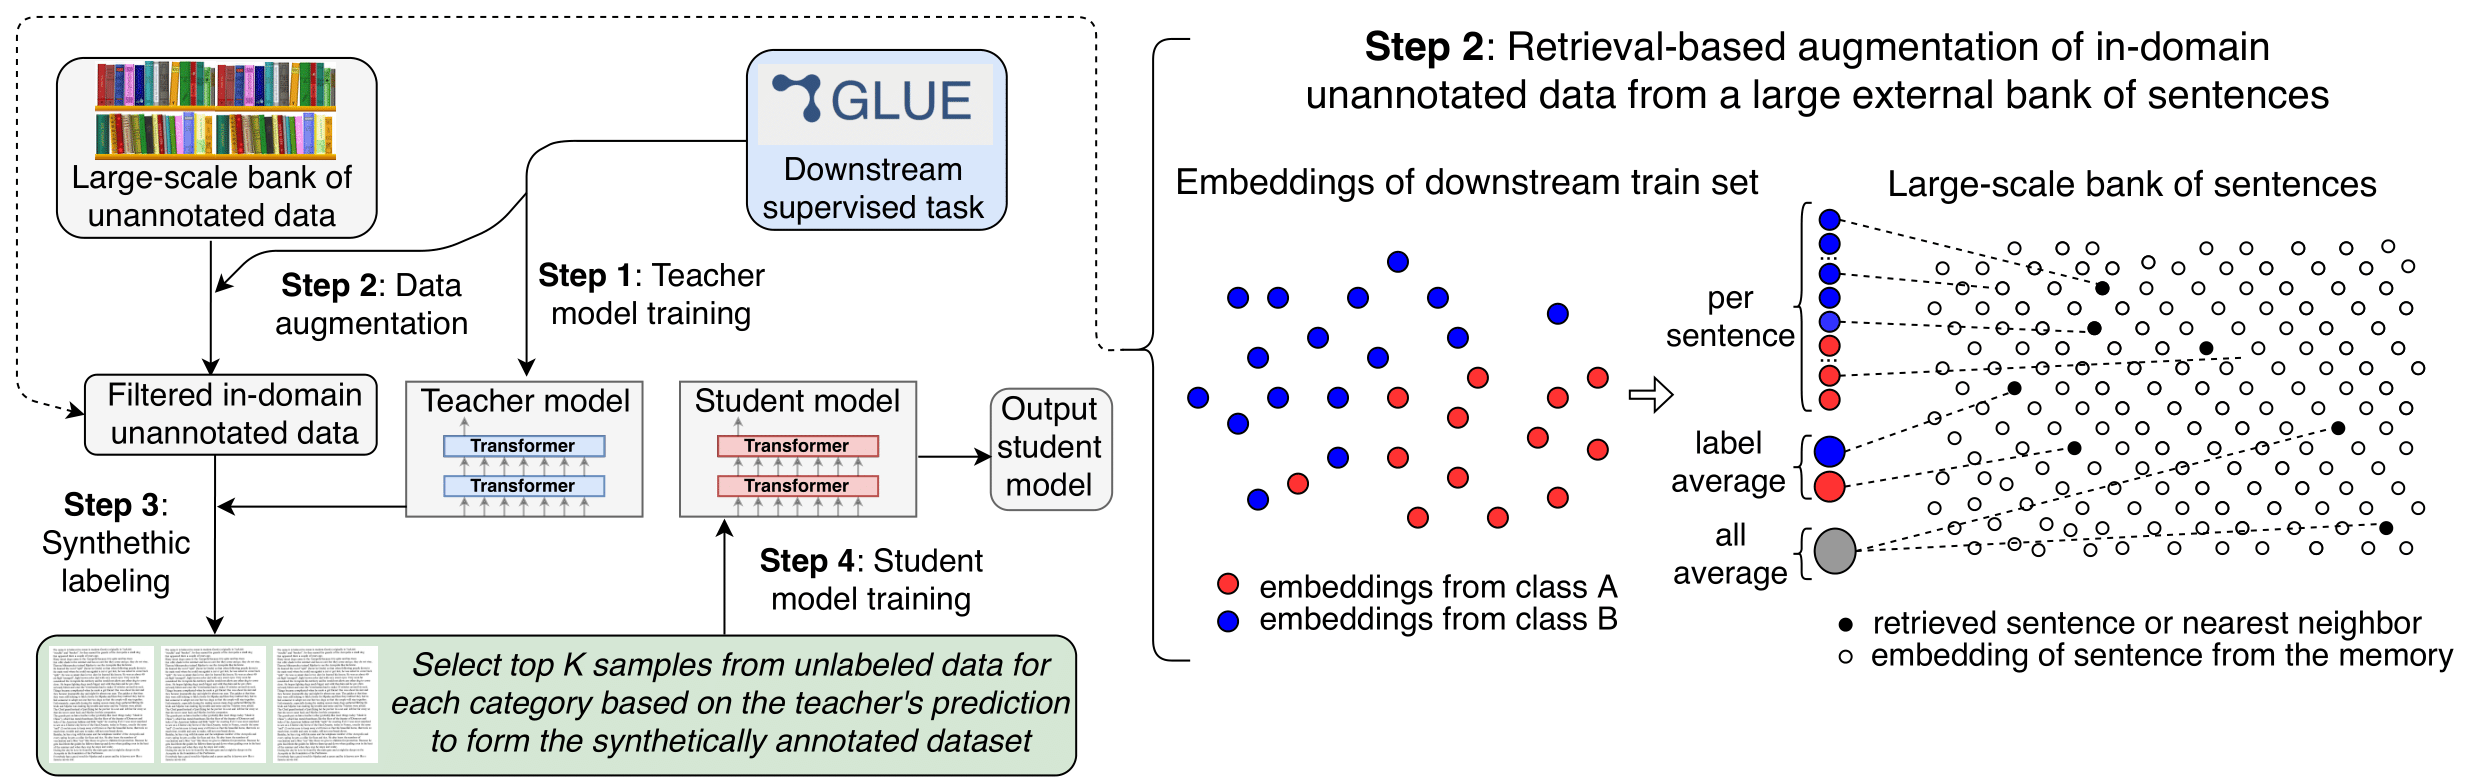 GLUE
Large-scale bank of
unannotated data
Downstream
supervised task
Step 2: Data
augmentation
Step 1: Teacher
model training
Filtered in-domain
unannotated data
Teacher model
Transformer
Transformer
Student model
Transformer
Transformer
Output
student
model
Step 3:
Synthethic
labeling
Step 4: Student
model training
Select top K samples from unlabeled data for
each category based on the teacher's prediction
to form the synthetically annotated dataset
Step 2: Retrieval-based augmentation of in-domain
unannotated data from a large external bank of sentences
Embeddings of downstream train set
Large-scale bank of sentences
per
sentence
label
average
all
average
embeddings from class A
embeddings from class B
retrieved sentence or nearest neighbor
embedding of sentence from the memory